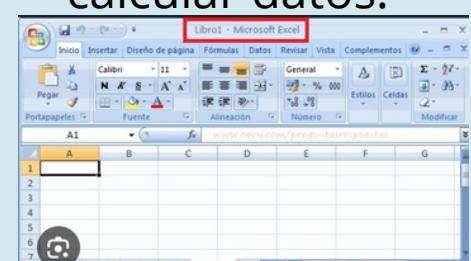 calcular datos.
Libro1 - Microsoft Excel
Inicio Insertar Diseño de página Fórmulas Datos Revisar Vista Complementos
Calibri 11 General
Pegar N K S A A A % 000 Estilos Celdas Σ
Portapapeles Fuente Alineación Número Modificar
A1 fx
A B C D E F G
1
2
3
4
5
6
7